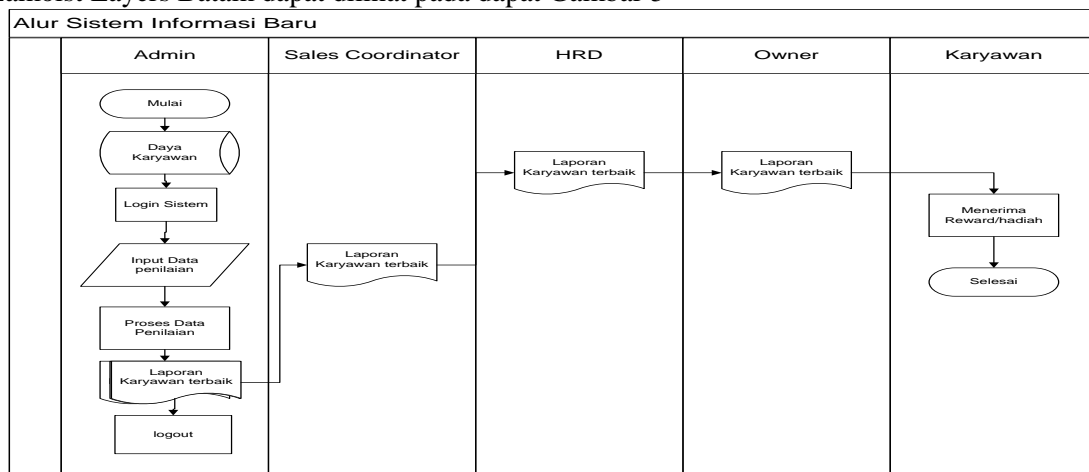 Alur Sistem Informasi Baru
Admin
Sales Coordinator
HRD
Owner
Karyawan
Mulai
Daya
Karyawan
Login Sistem
Input Data
penilaian
Proses Data
Penilaian
Laporan
Karyawan terbaik
logout
Laporan
Karyawan terbaik
Laporan
Karyawan terbaik
Laporan
Karyawan terbaik
Menerima
Reward/hadiah
Selesai